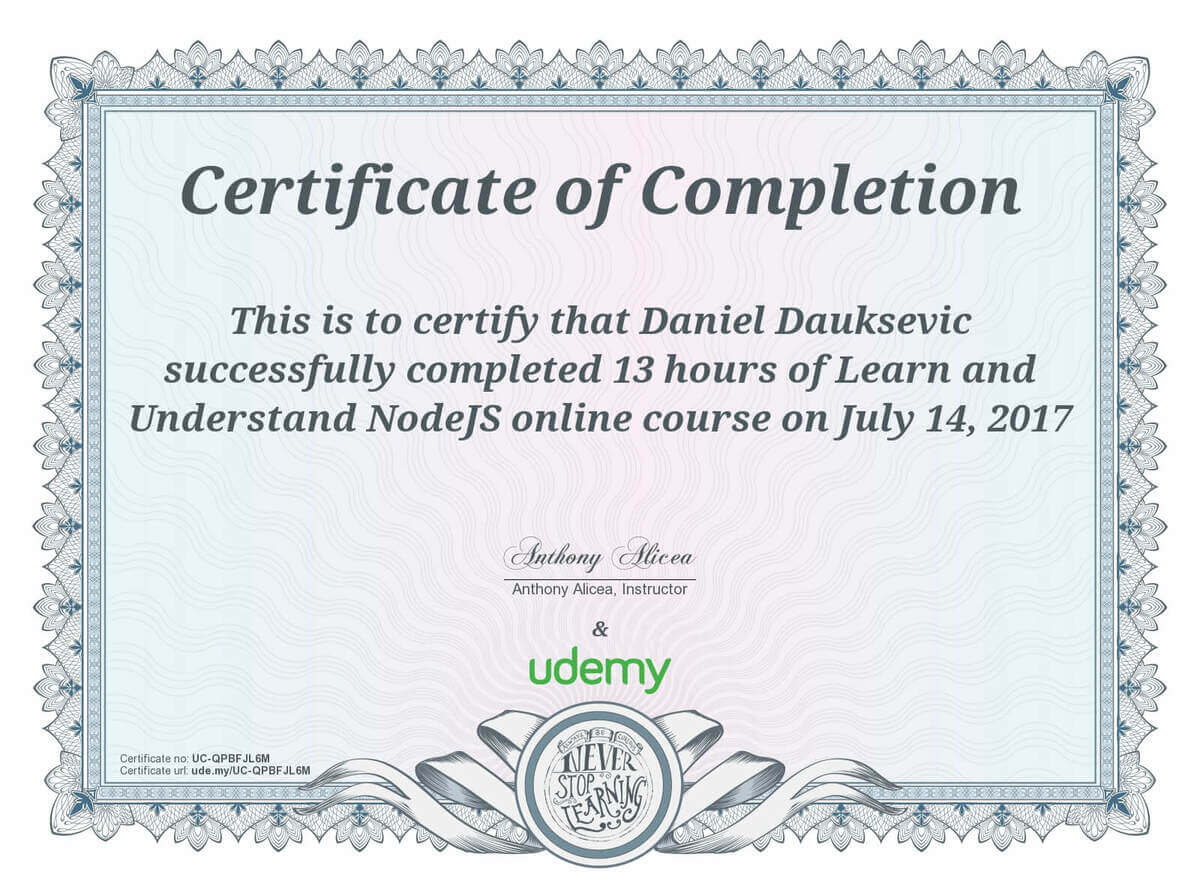 Certificate of Completion
This is to certify that Daniel Dauksevic
successfully completed 13 hours of Learn and
Understand NodeJS online course on July 14, 2017
Anthony Alicea
Anthony Alicea, Instructor
&
udemy
Certificate no: UC-QPBFJL6M
Certificate url: ude.my/UC-QPBFJL6M
ALWAYS BE
NEVER
STOP
LEARNING